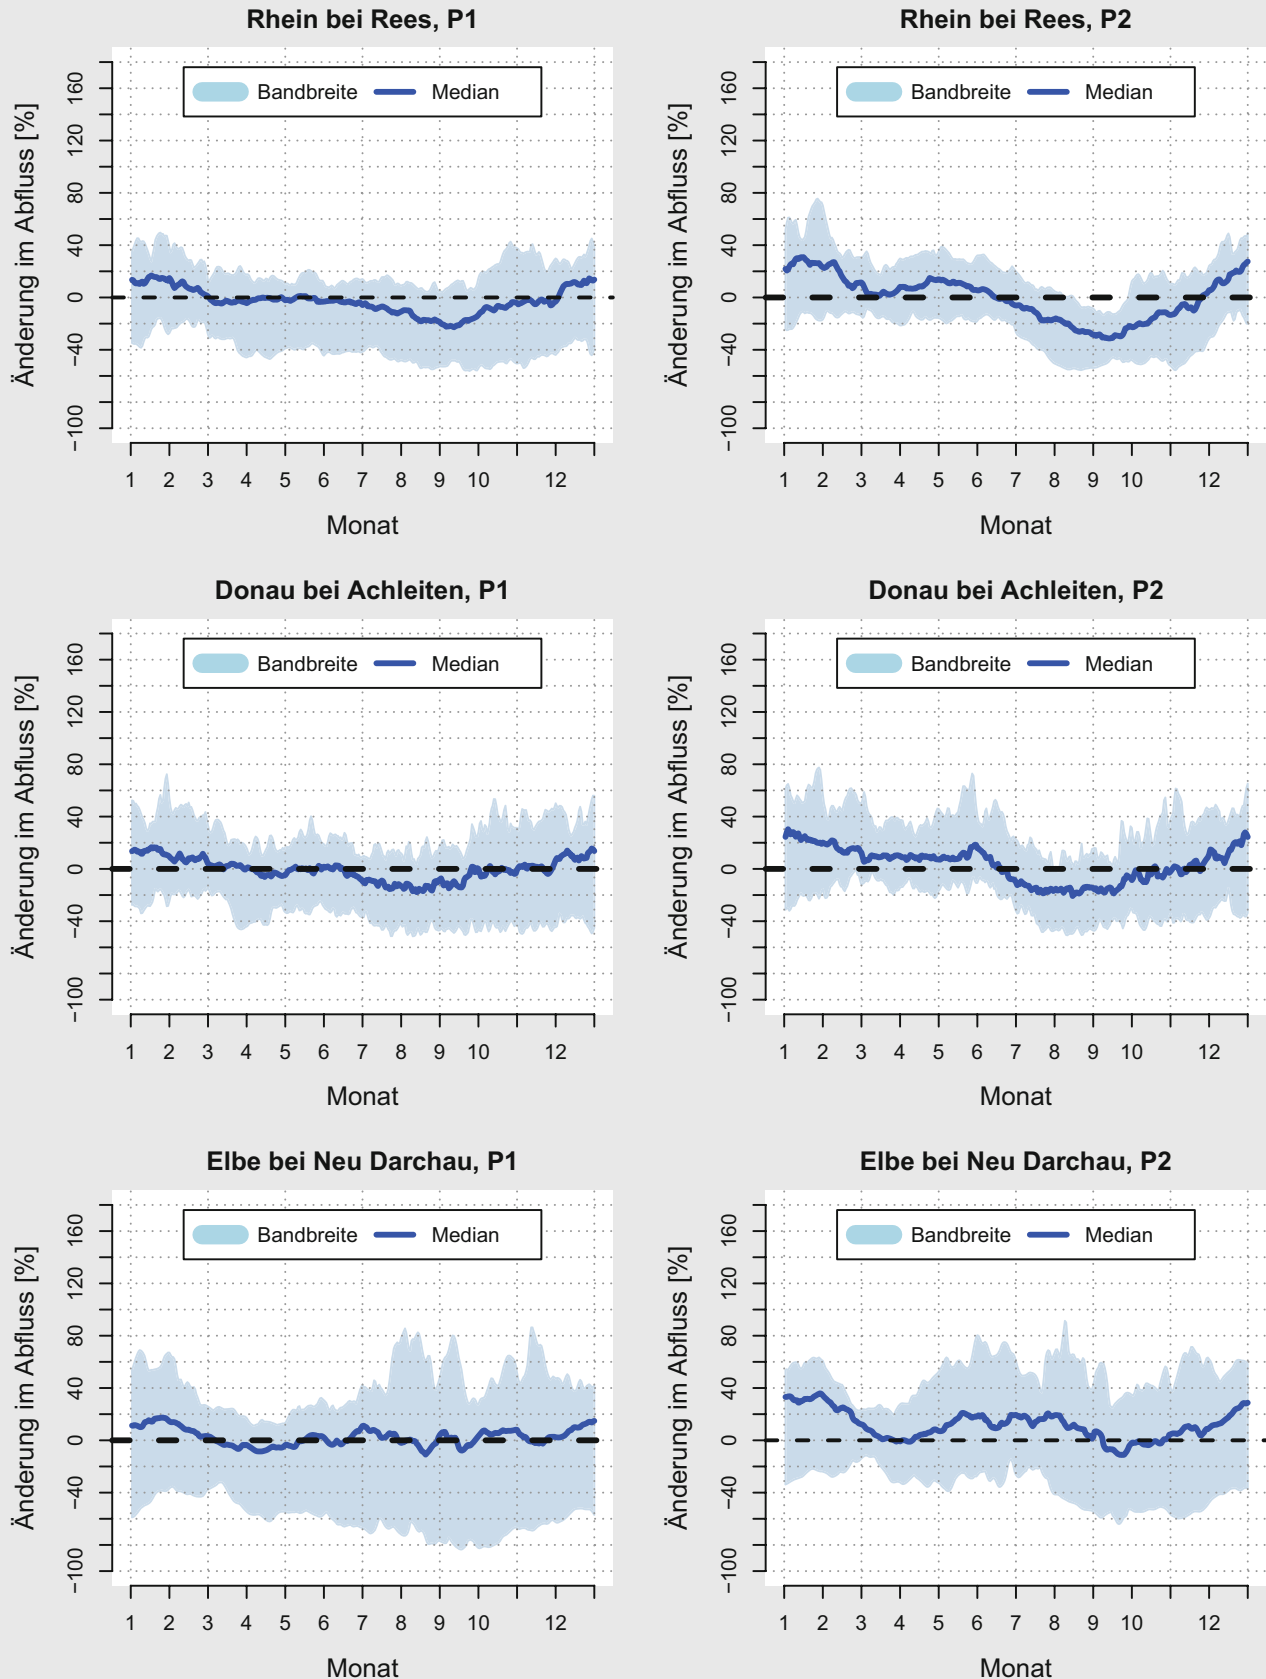 Rhein bei Rees, P1
Bandbreite Median
Änderung im Abfluss [%]
160
120
80
40
0
−40
−100
1 2 3 4 5 6 7 8 9 10 12
Monat
Rhein bei Rees, P2
Bandbreite Median
Änderung im Abfluss [%]
160
120
80
40
0
−40
−100
1 2 3 4 5 6 7 8 9 10 12
Monat
Donau bei Achleiten, P1
Bandbreite Median
Änderung im Abfluss [%]
160
120
80
40
0
−40
−100
1 2 3 4 5 6 7 8 9 10 12
Monat
Donau bei Achleiten, P2
Bandbreite Median
Änderung im Abfluss [%]
160
120
80
40
0
−40
−100
1 2 3 4 5 6 7 8 9 10 12
Monat
Elbe bei Neu Darchau, P1
Bandbreite Median
Änderung im Abfluss [%]
160
120
80
40
0
−40
−100
1 2 3 4 5 6 7 8 9 10 12
Monat
Elbe bei Neu Darchau, P2
Bandbreite Median
Änderung im Abfluss [%]
160
120
80
40
0
−40
−100
1 2 3 4 5 6 7 8 9 10 12
Monat